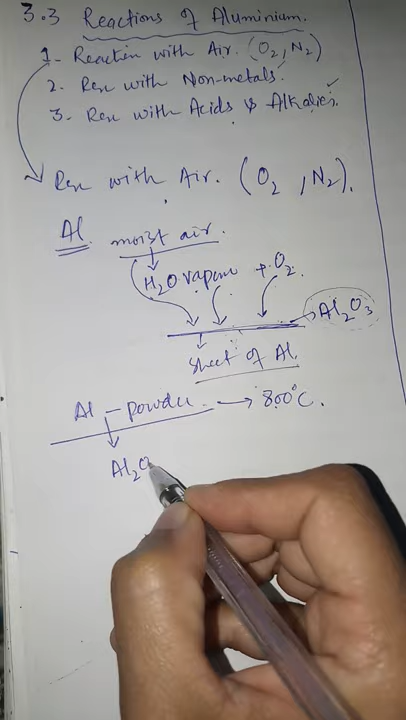 3.3 Reactions of Aluminium.
1- Reaction with Air. (O2, N2)
2. Rxn with Non-metals.
3- Rxn with Acids & Alkalies.
Rxn with Air. (O2, N2).
Al. moist air.
H2O vapour + O2.
Al2O3
Sheet of Al.
Al - powder → 800°C.
Al2O